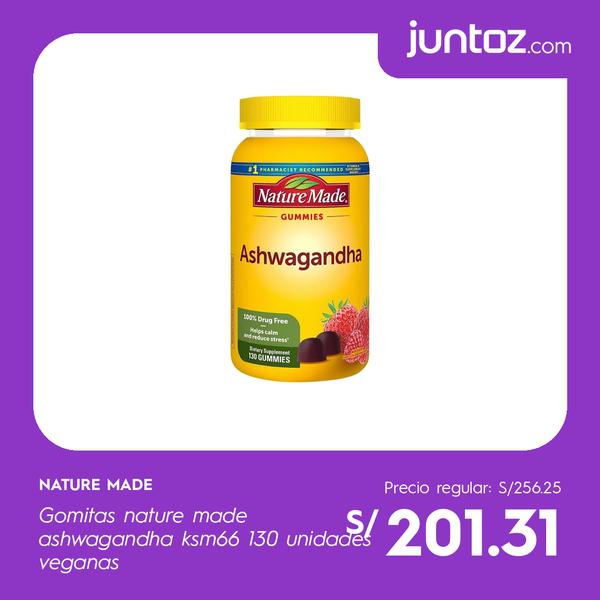 juntoz.com
#1 PHARMACIST RECOMMENDED
Nature Made®
GUMMIES
Ashwagandha
100% Drug Free
Helps calm
and reduce stress†
Dietary Supplement
130 GUMMIES
NATURE MADE
Precio regular: S/256.25
Gomitas nature made
ashwagandha ksm66 130 unidades
veganas
S/ 201.31